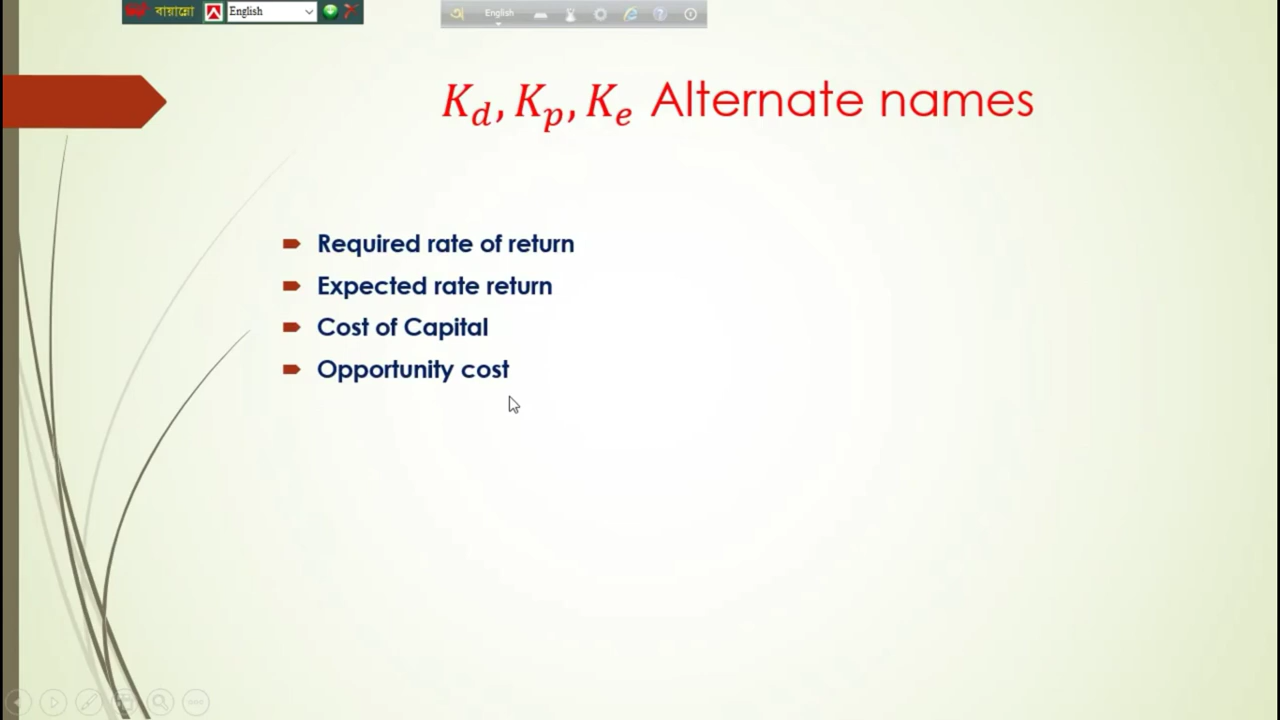 বায়ান্নো English
English
K_d, K_p, K_e Alternate names
Required rate of return
Expected rate return
Cost of Capital
Opportunity cost